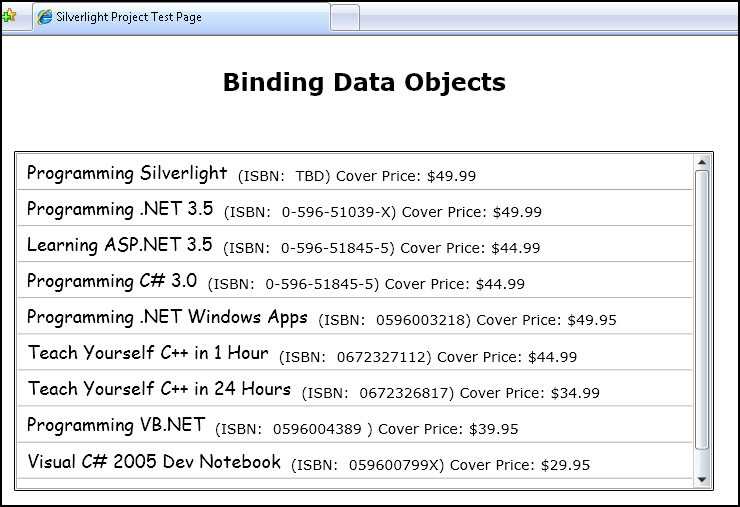 Silverlight Project Test Page
Binding Data Objects
Programming Silverlight (ISBN: TBD) Cover Price: $49.99
Programming .NET 3.5 (ISBN: 0-596-51039-X) Cover Price: $49.99
Learning ASP.NET 3.5 (ISBN: 0-596-51845-5) Cover Price: $44.99
Programming C# 3.0 (ISBN: 0-596-51845-5) Cover Price: $44.99
Programming .NET Windows Apps (ISBN: 0596003218) Cover Price: $49.95
Teach Yourself C++ in 1 Hour (ISBN: 0672327112) Cover Price: $44.99
Teach Yourself C++ in 24 Hours (ISBN: 0672326817) Cover Price: $34.99
Programming VB.NET (ISBN: 0596004389 ) Cover Price: $39.95
Visual C# 2005 Dev Notebook (ISBN: 059600799X) Cover Price: $29.95